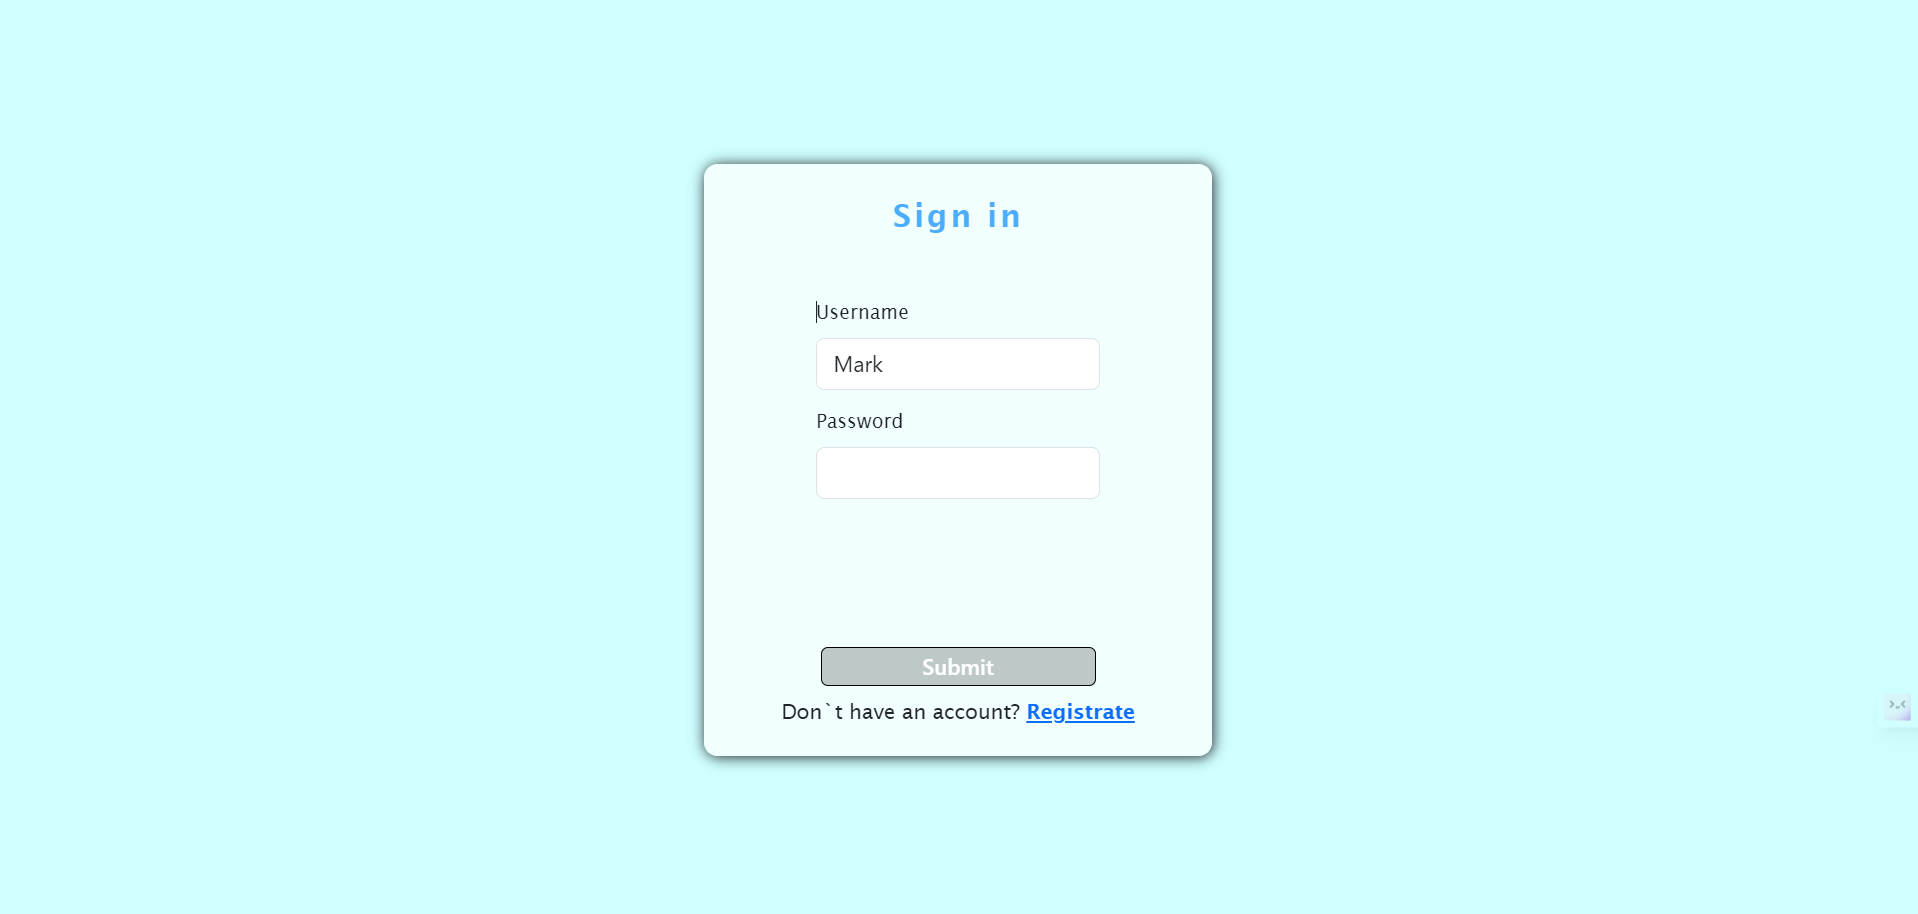 Sign in
Username
Mark
Password
Submit
Don`t have an account? Registrate